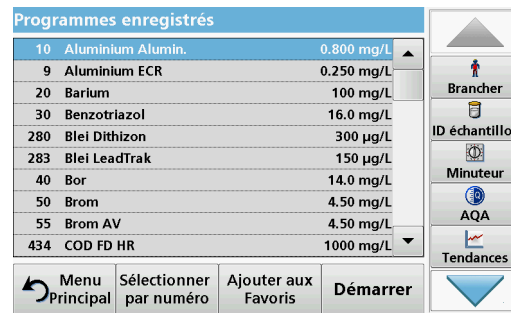 Programmes enregistrés
10 Aluminium Alumin. 0.800 mg/L
9 Aluminium ECR 0.250 mg/L
20 Barium 100 mg/L
30 Benzotriazol 16.0 mg/L
280 Blei Dithizon 300 µg/L
283 Blei LeadTrak 150 µg/L
40 Bor 14.0 mg/L
50 Brom 4.50 mg/L
55 Brom AV 4.50 mg/L
434 COD FD HR 1000 mg/L
Menu Principal
Sélectionner par numéro
Ajouter aux Favoris
Démarrer
Brancher
ID échantillo
Minuteur
AQA
Tendances